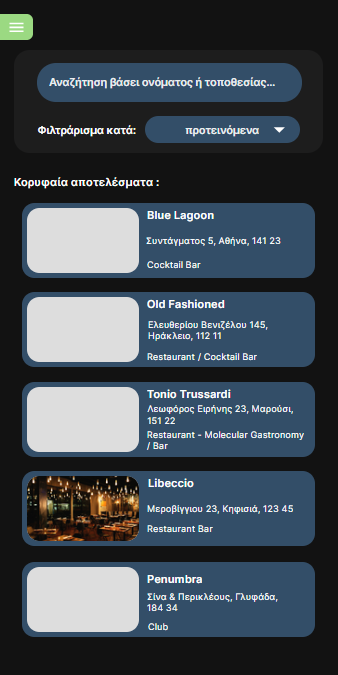 Αναζήτηση βάσει ονόματος ή τοποθεσίας...
Φιλτράρισμα κατά:
προτεινόμενα
Κορυφαία αποτελέσματα :
Blue Lagoon
Συντάγματος 5, Αθήνα, 141 23
Cocktail Bar
Old Fashioned
Ελευθερίου Βενιζέλου 145,
Ηράκλειο, 112 11
Restaurant / Cocktail Bar
Tonio Trussardi
Λεωφόρος Ειρήνης 23, Μαρούσι,
151 22
Restaurant - Molecular Gastronomy
/ Bar
Libeccio
Μεροβίγγιου 23, Κηφισιά, 123 45
Restaurant Bar
Penumbra
Σίνα & Περικλέους, Γλυφάδα,
184 34
Club